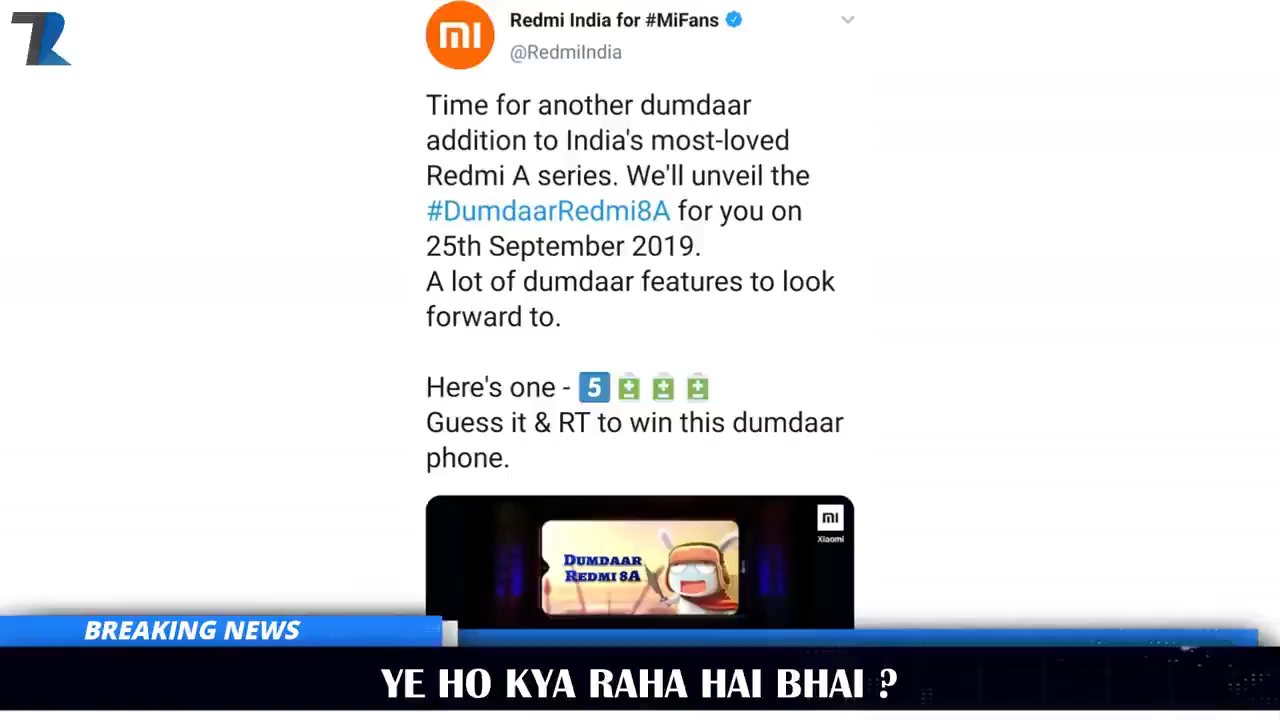 Redmi India for #MiFans
@RedmiIndia
Time for another dumdaar
addition to India's most-loved
Redmi A series. We'll unveil the
#DumdaarRedmi8A for you on
25th September 2019.
A lot of dumdaar features to look
forward to.
Here's one - 5️⃣🔋🔋🔋
Guess it & RT to win this dumdaar
phone.
Xiaomi
DUMDAAR
REDMI 8A
BREAKING NEWS
YE HO KYA RAHA HAI BHAI ?